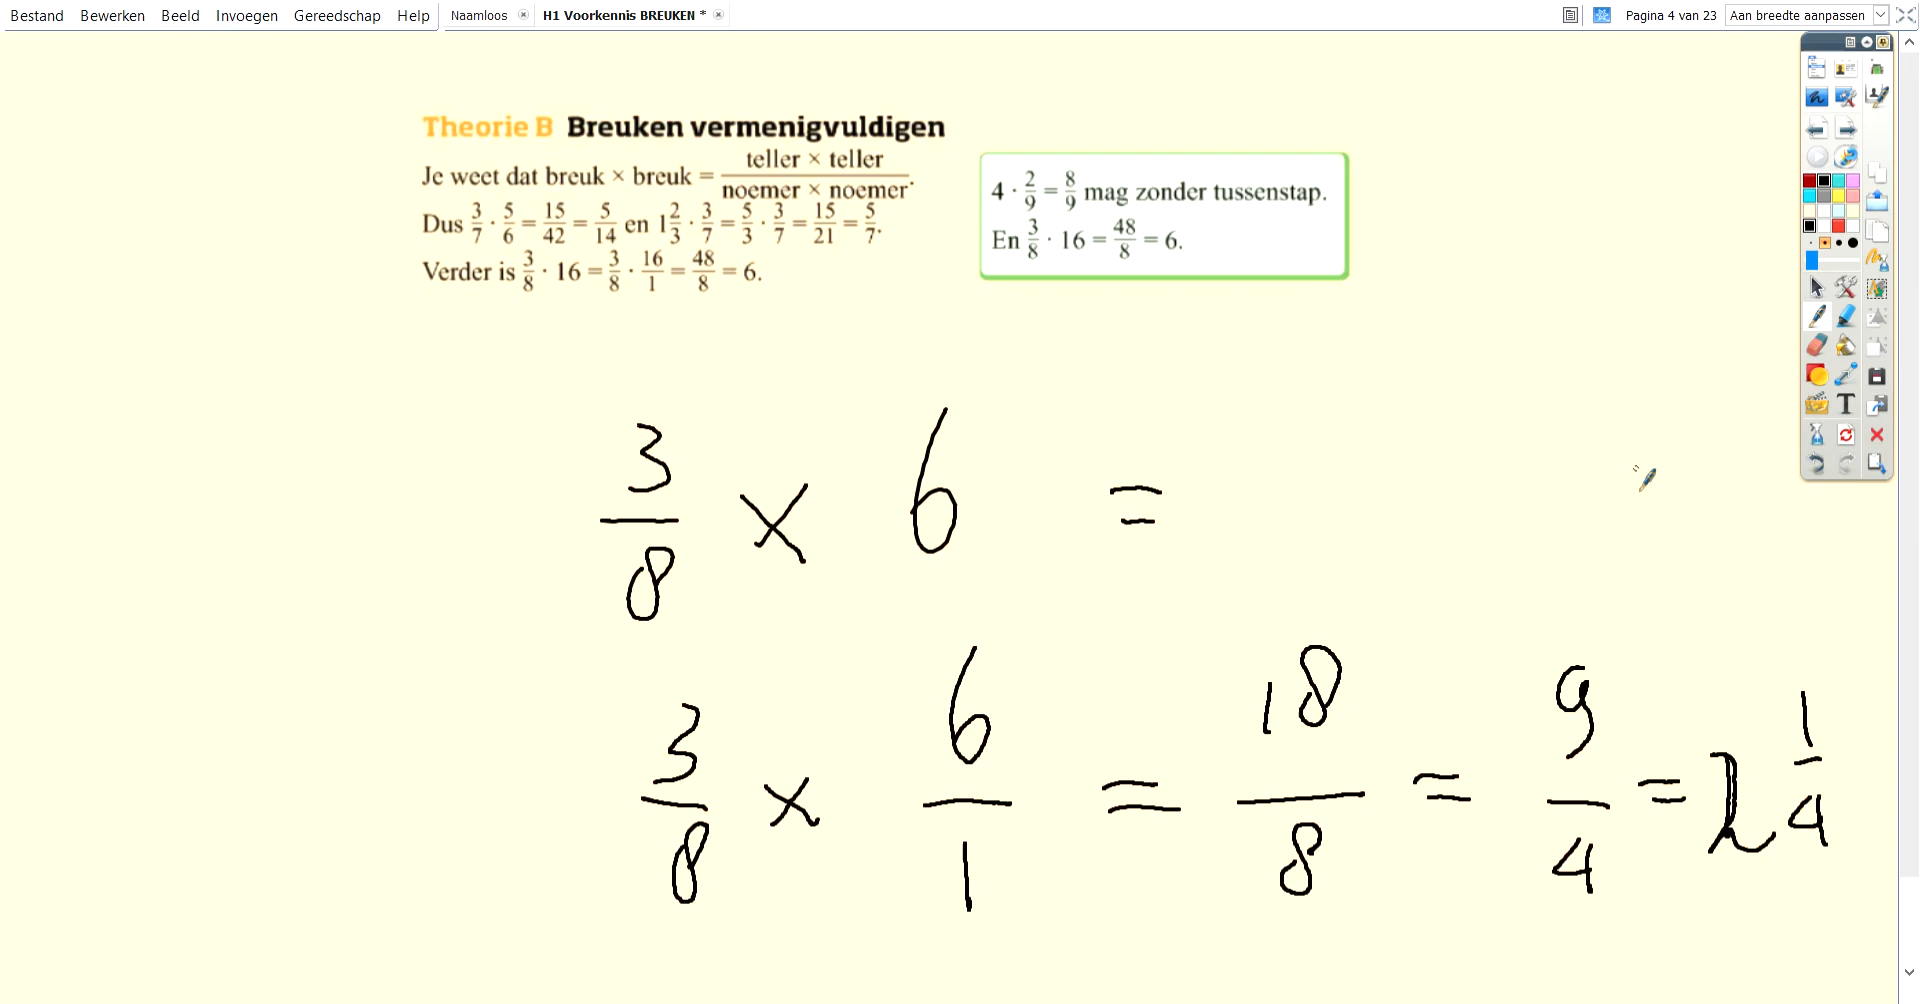 Bestand Bewerken Beeld Invoegen Gereedschap Help Naamloos H1 Voorkennis BREUKEN * Pagina 4 van 23 Aan breedte aanpassen
Theorie B Breuken vermenigvuldigen
Je weet dat breuk × breuk = teller × teller / noemer × noemer.
Dus 3/7 · 5/6 = 15/42 = 5/14 en 1 2/3 · 3/7 = 5/3 · 3/7 = 15/21 = 5/7.
Verder is 3/8 · 16 = 3/8 · 16/1 = 48/8 = 6.
4 · 2/9 = 8/9 mag zonder tussenstap.
En 3/8 · 16 = 48/8 = 6.
3/8 × 6 =
3/8 × 6/1 = 18/8 = 9/4 = 2 1/4